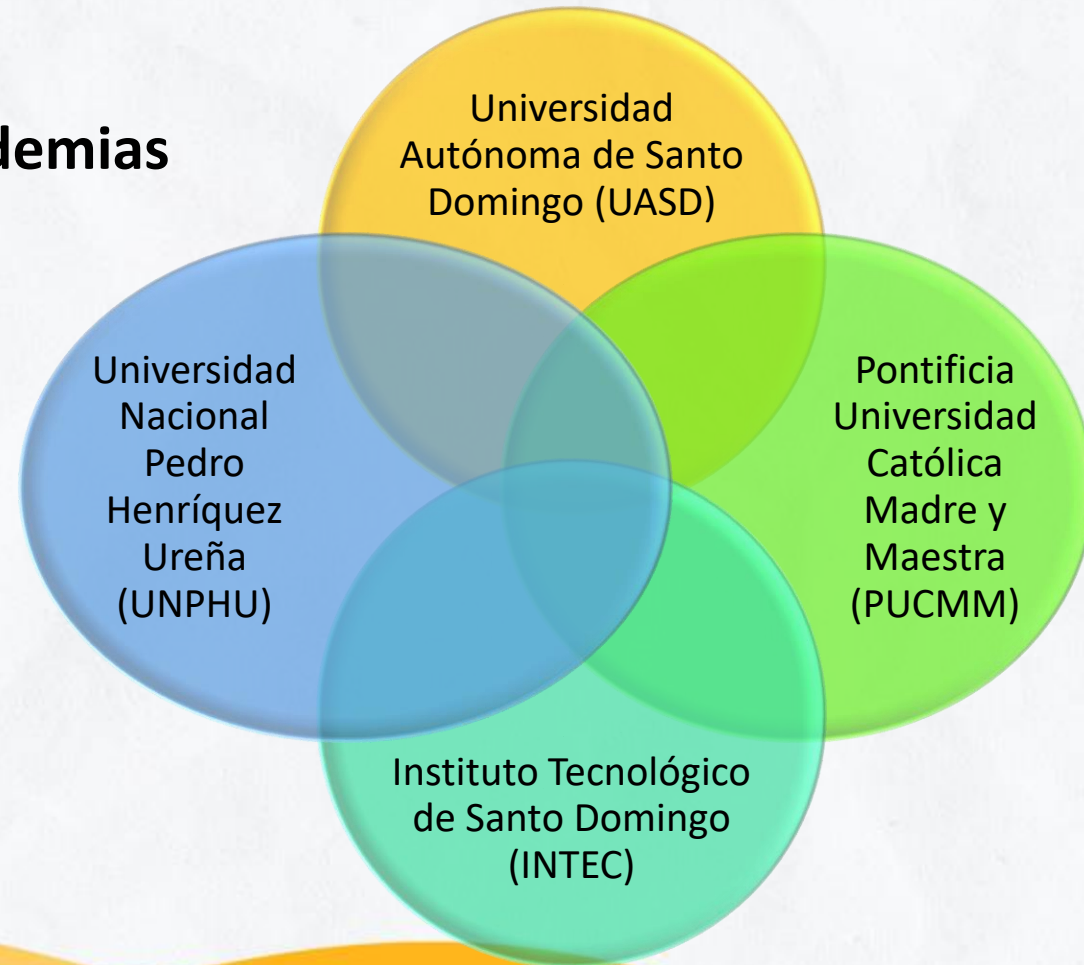 demias
Universidad
Autónoma de Santo
Domingo (UASD)
Universidad
Nacional
Pedro
Henríquez
Ureña
(UNPHU)
Pontificia
Universidad
Católica
Madre y
Maestra
(PUCMM)
Instituto Tecnológico
de Santo Domingo
(INTEC)